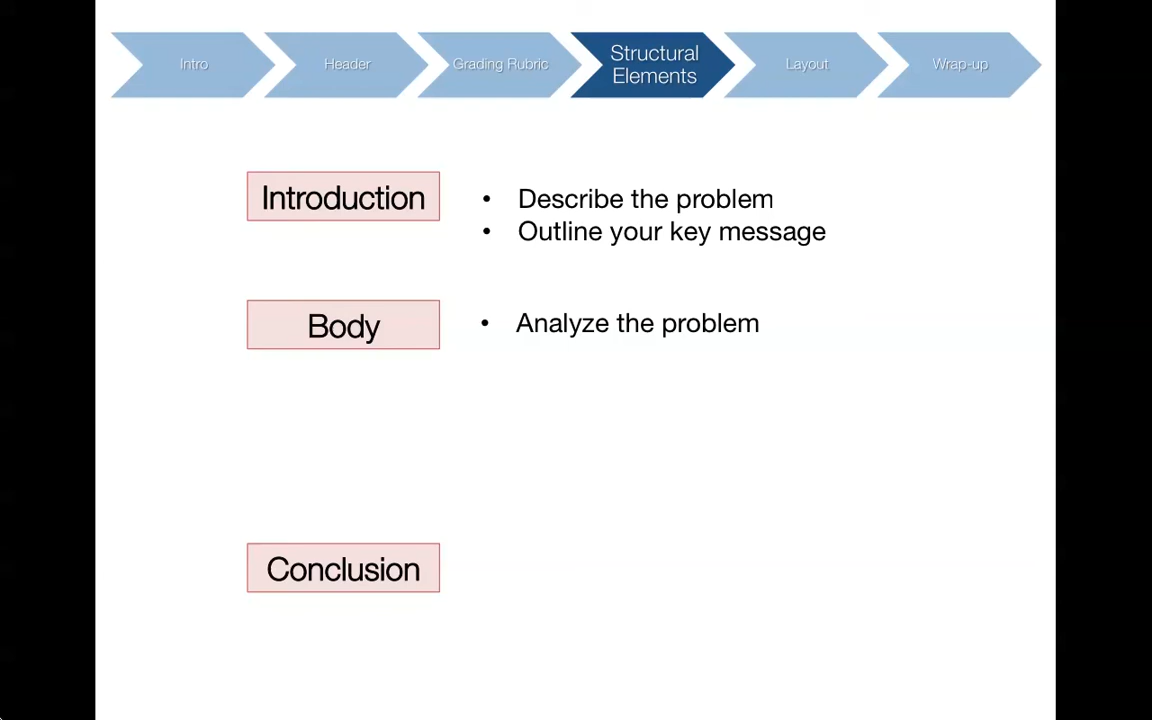 Intro
Header
Grading Rubric
Structural
Elements
Layout
Wrap-up
Introduction
• Describe the problem
• Outline your key message
Body
• Analyze the problem
Conclusion